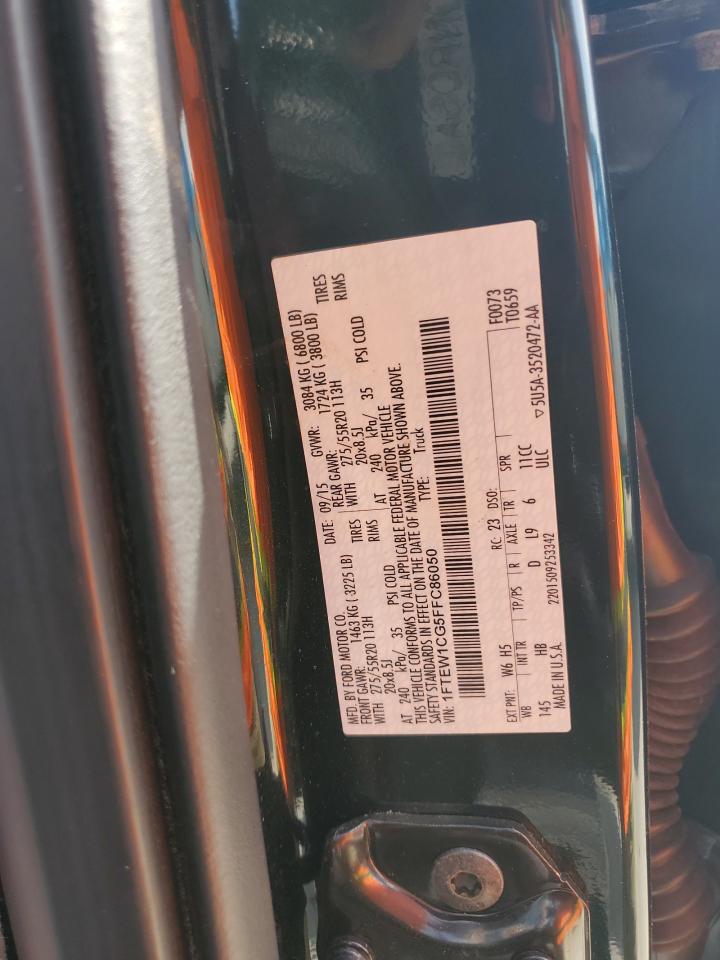 MFD. BY FORD MOTOR CO.
DATE: 09/15 GVWR: 3084 KG ( 6800 LB)
FRONT GAWR: 1463 KG ( 3225 LB) REAR GAWR: 1724 KG ( 3800 LB)
WITH 275/55R20 113H TIRES WITH 275/55R20 113H TIRES
20x8.5J RIMS 20x8.5J RIMS
AT 240 kPa/ 35 PSI COLD AT 240 kPa/ 35 PSI COLD
THIS VEHICLE CONFORMS TO ALL APPLICABLE FEDERAL MOTOR VEHICLE
SAFETY STANDARDS IN EFFECT ON THE DATE OF MANUFACTURE SHOWN ABOVE.
VIN: 1FTEW1CG5FFC86050 TYPE: Truck
F0073
T0659
EXT PNT: W6 H5 RC: 23 DSO:
WB INT TR TP/PS R AXLE TR SPR
145 HB D L9 6 11CC
ULC
MADE IN U.S.A. 2201509253342 ▽ 5U5A-3520472-AA